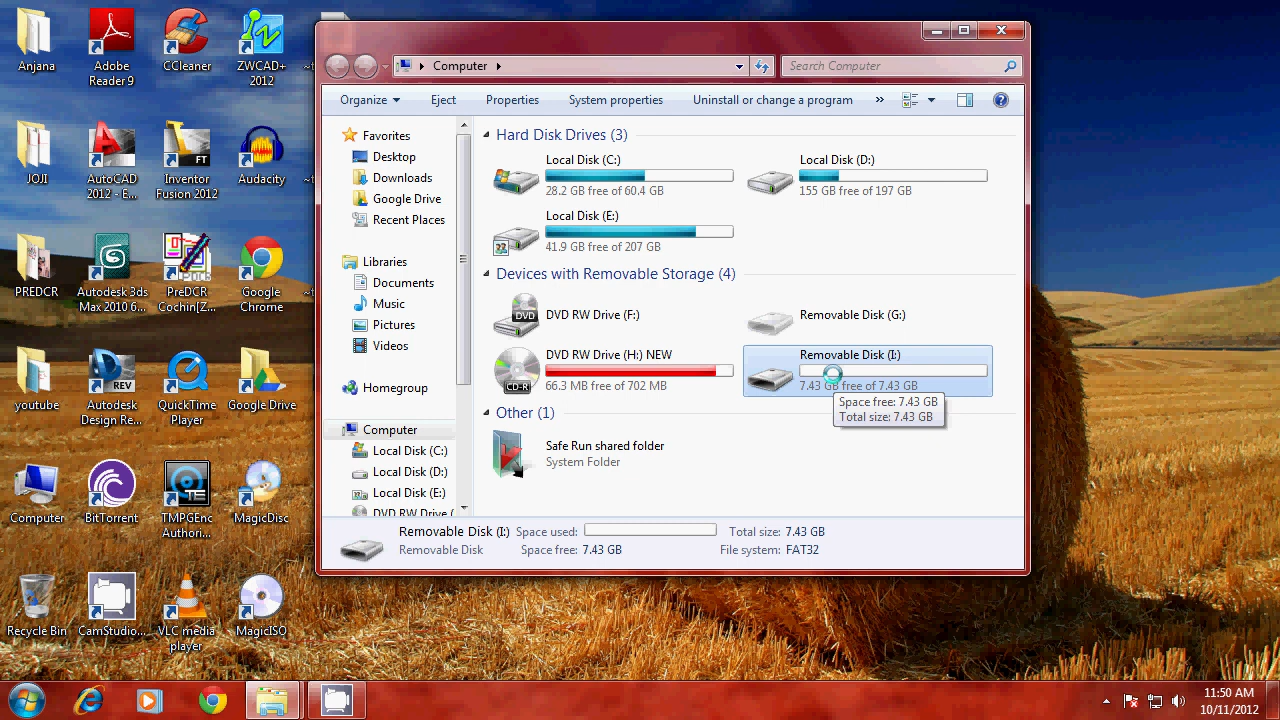 Anjana
Adobe
Reader 9
CCleaner
ZWCAD+
2012
JOJI
AutoCAD
2012 - E...
Inventor
Fusion 2012
Audacity
PREDCR
Autodesk 3ds
Max 2010 6...
PreDCR
Cochin[Z...
Google
Chrome
youtube
Autodesk
Design Re...
QuickTime
Player
Google Drive
Computer
BitTorrent
TMPGEnc
Authori...
MagicDisc
Recycle Bin
CamStudio...
VLC media
player
MagicISO
Computer
Search Computer
Organize
Eject
Properties
System properties
Uninstall or change a program
»
Favorites
Desktop
Downloads
Google Drive
Recent Places
Libraries
Documents
Music
Pictures
Videos
Homegroup
Computer
Local Disk (C:)
Local Disk (D:)
Local Disk (E:)
DVD RW Drive (
Hard Disk Drives (3)
Local Disk (C:)
28.2 GB free of 60.4 GB
Local Disk (D:)
155 GB free of 197 GB
Local Disk (E:)
41.9 GB free of 207 GB
Devices with Removable Storage (4)
DVD
DVD RW Drive (F:)
Removable Disk (G:)
CD-R
DVD RW Drive (H:) NEW
66.3 MB free of 702 MB
Removable Disk (I:)
7.43 GB free of 7.43 GB
Space free: 7.43 GB
Total size: 7.43 GB
Other (1)
Safe Run shared folder
System Folder
Removable Disk (I:) Space used: Total size: 7.43 GB
Removable Disk Space free: 7.43 GB File system: FAT32
11:50 AM
10/11/2012